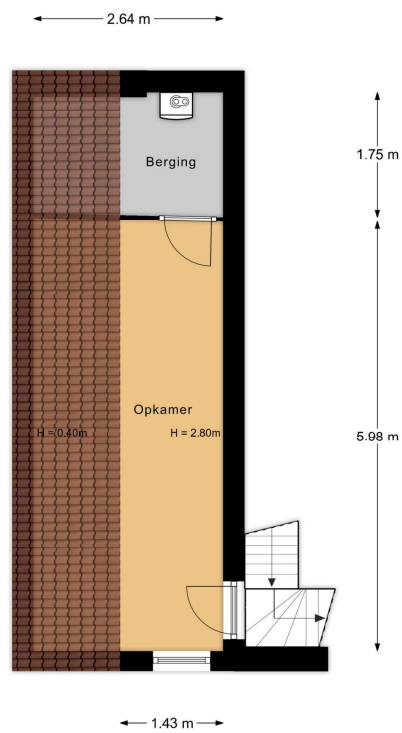 2.64 m
Berging
1.75 m
Opkamer
H = 0.40m
H = 2.80m
5.98 m
1.43 m